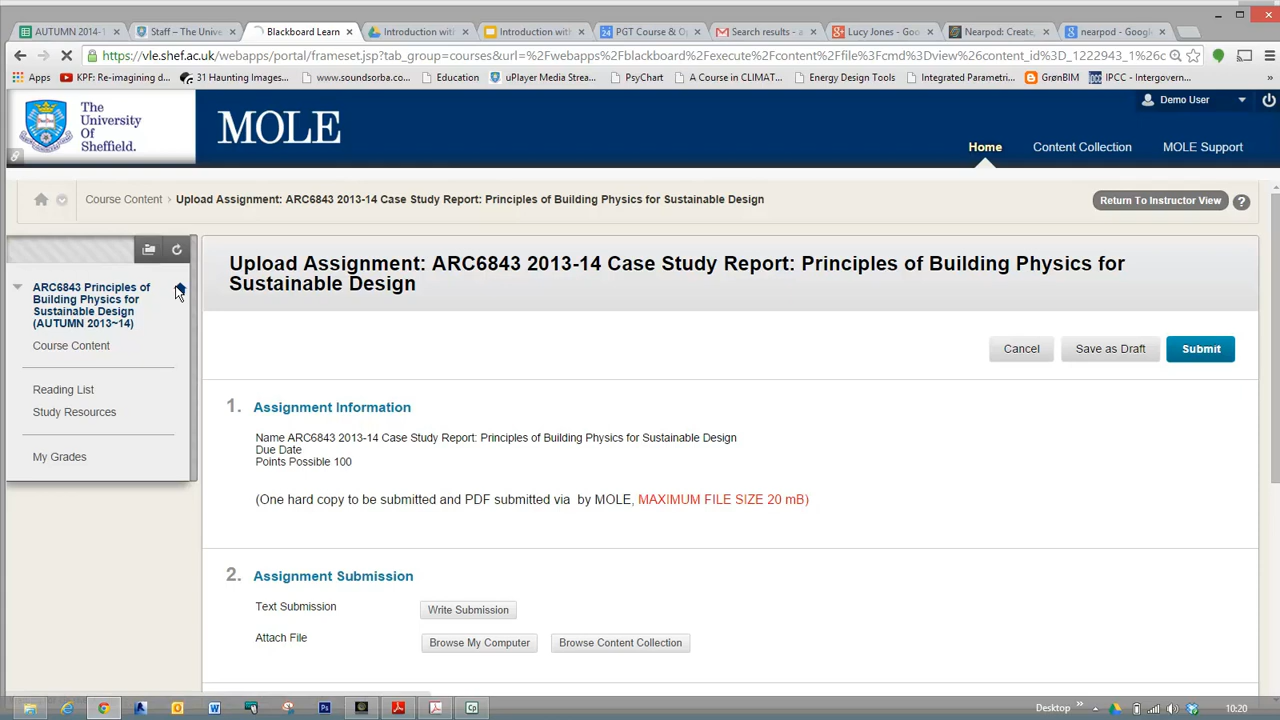 AUTUMN 2014-1
Staff – The Unive
Blackboard Learn
Introduction with
Introduction with
PGT Course & Op
Search results - a
Lucy Jones - Goo
Nearpod: Create,
nearpod - Google
https://vle.shef.ac.uk/webapps/portal/frameset.jsp?tab_group=courses&url=%2Fwebapps%2Fblackboard%2Fexecute%2Fcontent%2Ffile%3Fcmd%3Dview%26content_id%3D_1222943_1%26c
Apps
KPF: Re-imagining d...
31 Haunting Images...
www.soundsorba.co...
Education
uPlayer Media Strea...
PsyChart
A Course in CLIMAT...
Energy Design Tools
Integrated Parametri...
GrønBIM
IPCC - Intergovern...
The
University
Of
Sheffield.
MOLE
Demo User
Home
Content Collection
MOLE Support
Course Content
Upload Assignment: ARC6843 2013-14 Case Study Report: Principles of Building Physics for Sustainable Design
Return To Instructor View
?
ARC6843 Principles of
Building Physics for
Sustainable Design
(AUTUMN 2013~14)
Course Content
Reading List
Study Resources
My Grades
Upload Assignment: ARC6843 2013-14 Case Study Report: Principles of Building Physics for
Sustainable Design
Cancel
Save as Draft
Submit
1. Assignment Information
Name ARC6843 2013-14 Case Study Report: Principles of Building Physics for Sustainable Design
Due Date
Points Possible 100
(One hard copy to be submitted and PDF submitted via by MOLE, MAXIMUM FILE SIZE 20 mB)
2. Assignment Submission
Text Submission
Write Submission
Attach File
Browse My Computer
Browse Content Collection
Desktop
10:20